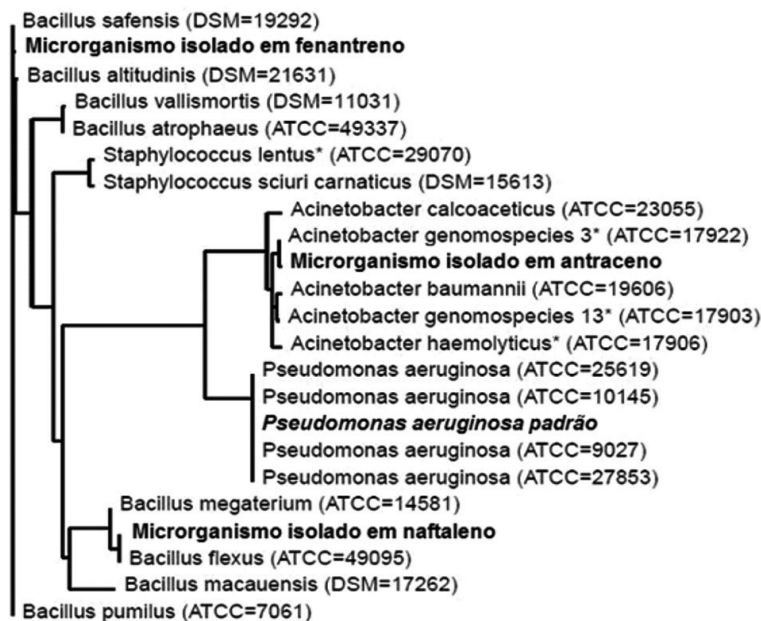 Bacillus safensis (DSM=19292)
Microrganismo isolado em fenantreno
Bacillus altitudinis (DSM=21631)
Bacillus vallismortis (DSM=11031)
Bacillus atrophaeus (ATCC=49337)
Staphylococcus lentus* (ATCC=29070)
Staphylococcus sciuri carnaticus (DSM=15613)
Acinetobacter calcoaceticus (ATCC=23055)
Acinetobacter genomospecies 3* (ATCC=17922)
Microrganismo isolado em antraceno
Acinetobacter baumannii (ATCC=19606)
Acinetobacter genomospecies 13* (ATCC=17903)
Acinetobacter haemolyticus* (ATCC=17906)
Pseudomonas aeruginosa (ATCC=25619)
Pseudomonas aeruginosa (ATCC=10145)
Pseudomonas aeruginosa padrão
Pseudomonas aeruginosa (ATCC=9027)
Pseudomonas aeruginosa (ATCC=27853)
Bacillus megaterium (ATCC=14581)
Microrganismo isolado em naftaleno
Bacillus flexus (ATCC=49095)
Bacillus macauensis (DSM=17262)
Bacillus pumilus (ATCC=7061)